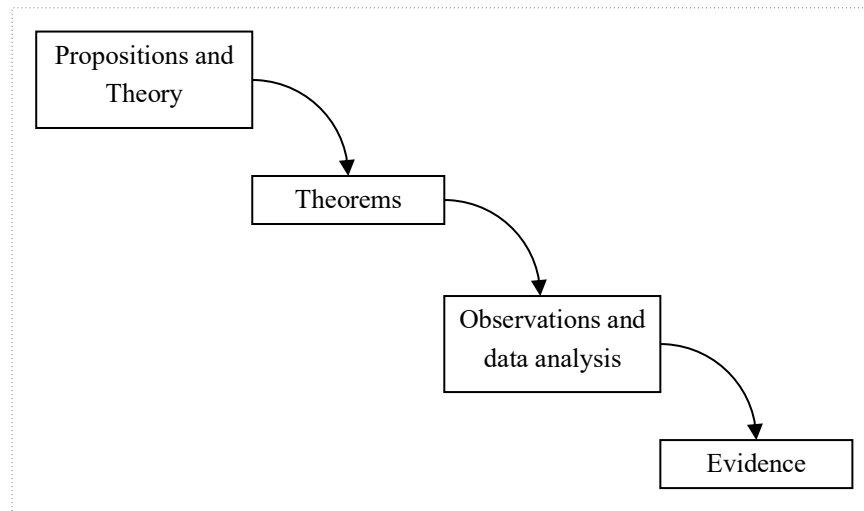 Propositions and
Theory
Theorems
Observations and
data analysis
Evidence